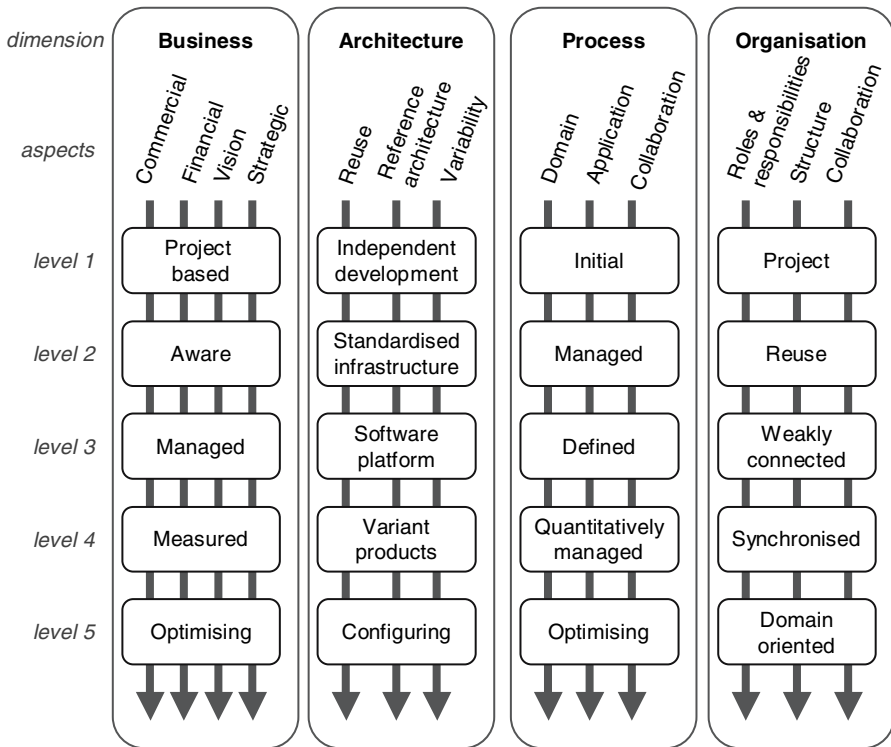 dimension
Business
Architecture
Process
Organisation
aspects
Commercial
Financial
Vision
Strategic
Reuse
Reference
architecture
Variability
Domain
Application
Collaboration
Roles &
responsibilities
Structure
Collaboration
level 1
Project
based
Independent
development
Initial
Project
level 2
Aware
Standardised
infrastructure
Managed
Reuse
level 3
Managed
Software
platform
Defined
Weakly
connected
level 4
Measured
Variant
products
Quantitatively
managed
Synchronised
level 5
Optimising
Configuring
Optimising
Domain
oriented